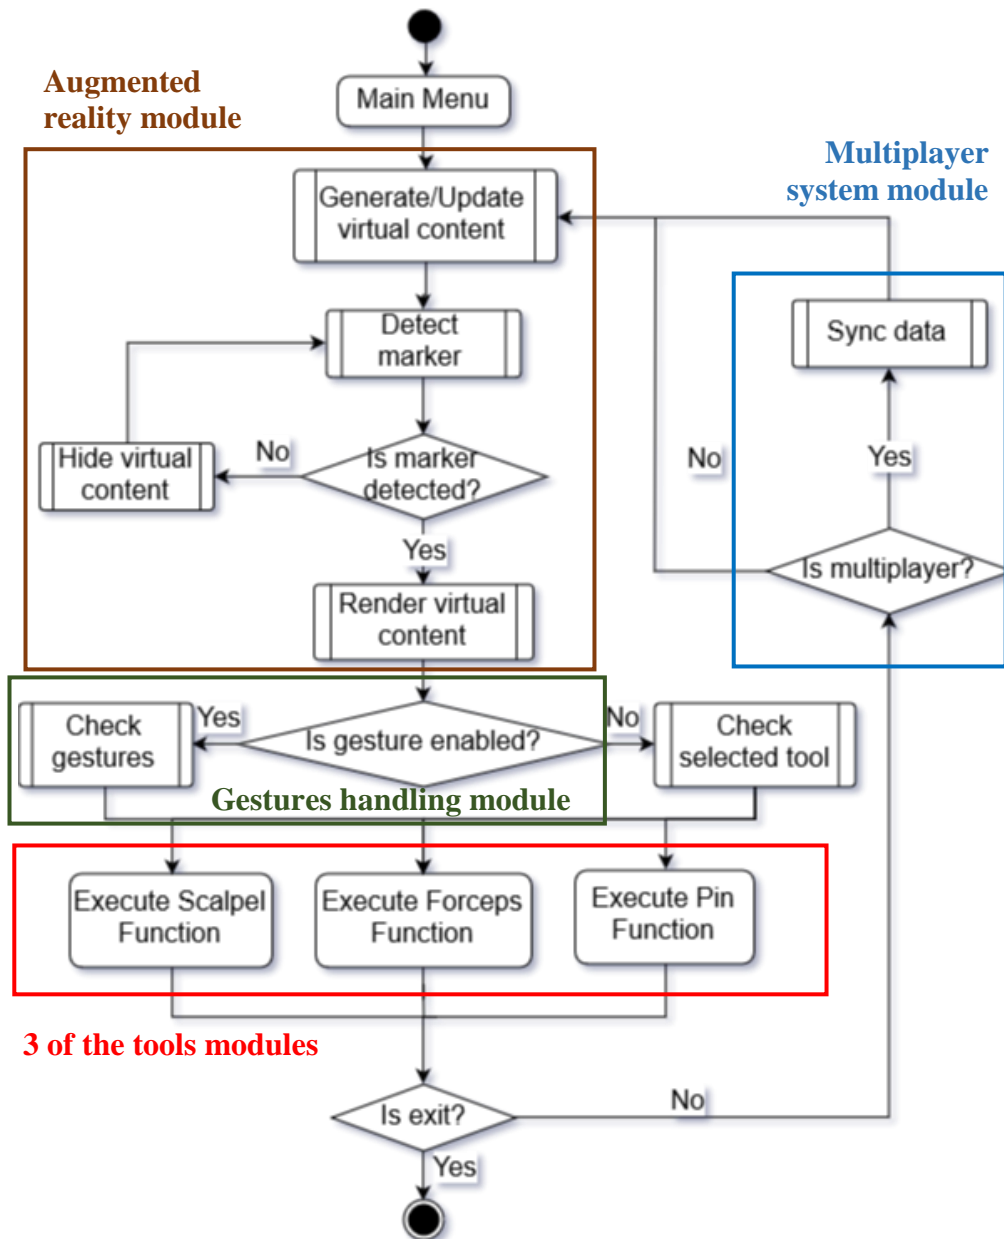 Main Menu
Augmented
reality module
Multiplayer
system module
Generate/Update
virtual content
Detect
marker
Sync data
Hide virtual
content
No
Is marker
detected?
No
Yes
Yes
Is multiplayer?
Render virtual
content
Check
gestures
Yes
Is gesture enabled?
No
Check
selected tool
Gestures handling module
Execute Scalpel
Function
Execute Forceps
Function
Execute Pin
Function
3 of the tools modules
Is exit?
No
Yes